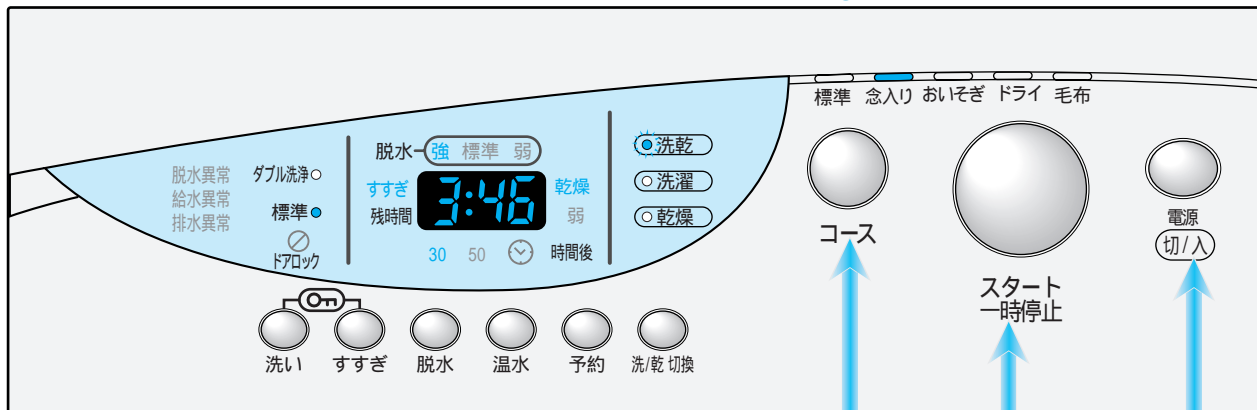 標準 念入り おいそぎ ドライ 毛布
脱水異常
給水異常
排水異常
ダブル洗浄
標準
ドアロック
脱水 強 標準 弱
すすぎ
残時間
3:46
乾燥
弱
30 50 時間後
洗乾
洗濯
乾燥
コース
スタート
一時停止
電源
切/入
洗い すすぎ 脱水 温水 予約 洗/乾 切換